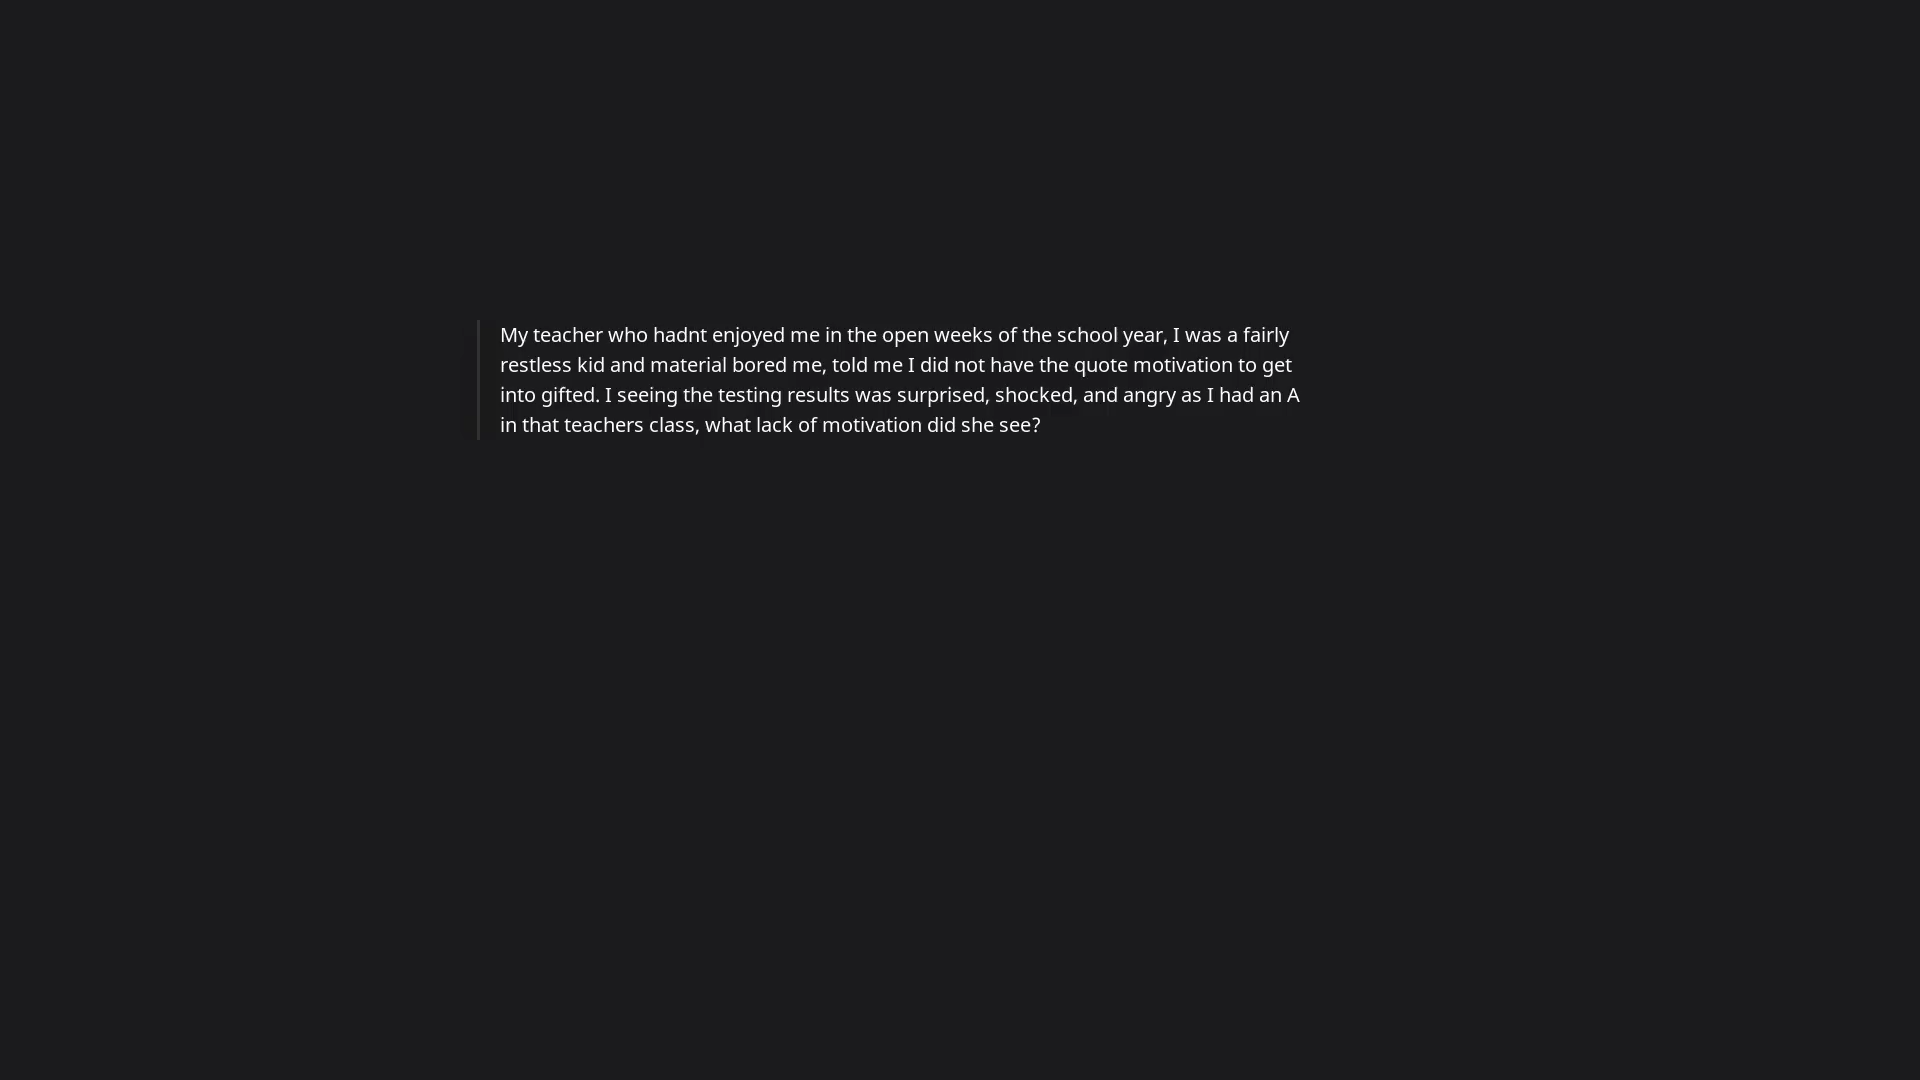 My teacher who hadnt enjoyed me in the open weeks of the school year, I was a fairly
restless kid and material bored me, told me I did not have the quote motivation to get
into gifted. I seeing the testing results was surprised, shocked, and angry as I had an A
in that teachers class, what lack of motivation did she see?